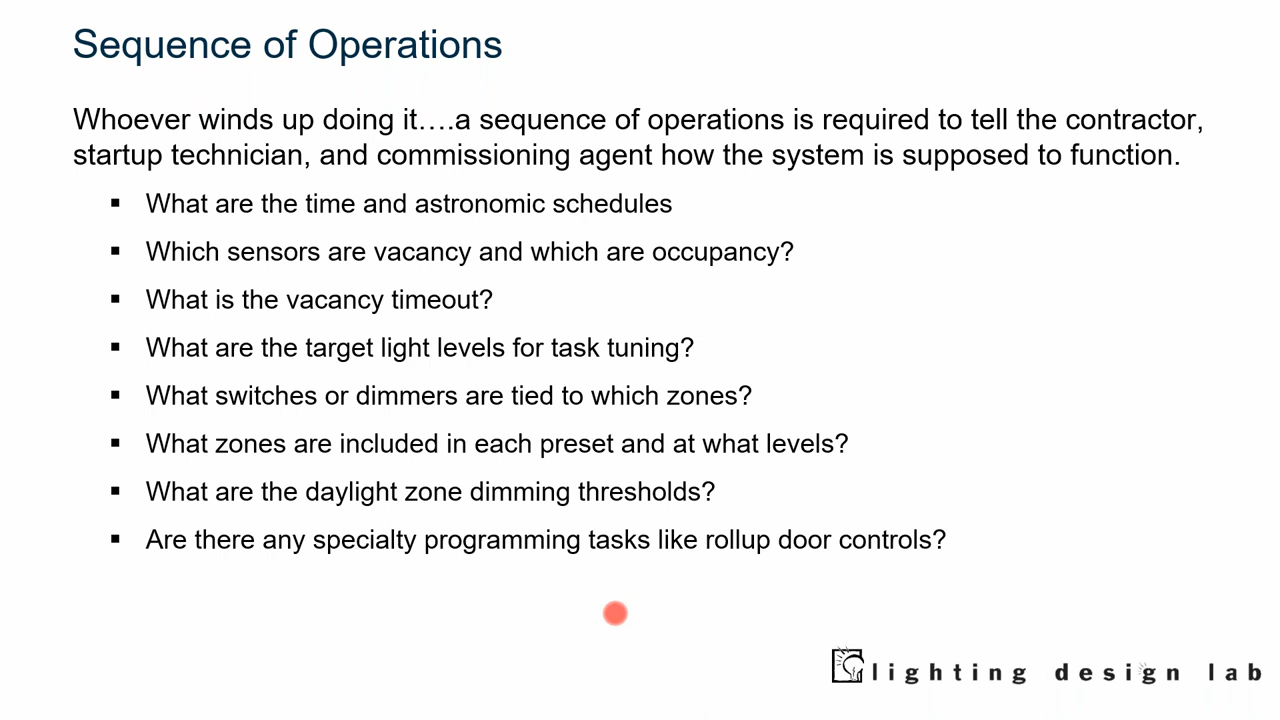 Sequence of Operations
Whoever winds up doing it….a sequence of operations is required to tell the contractor,
startup technician, and commissioning agent how the system is supposed to function.
▪ What are the time and astronomic schedules
▪ Which sensors are vacancy and which are occupancy?
▪ What is the vacancy timeout?
▪ What are the target light levels for task tuning?
▪ What switches or dimmers are tied to which zones?
▪ What zones are included in each preset and at what levels?
▪ What are the daylight zone dimming thresholds?
▪ Are there any specialty programming tasks like rollup door controls?
lighting design lab